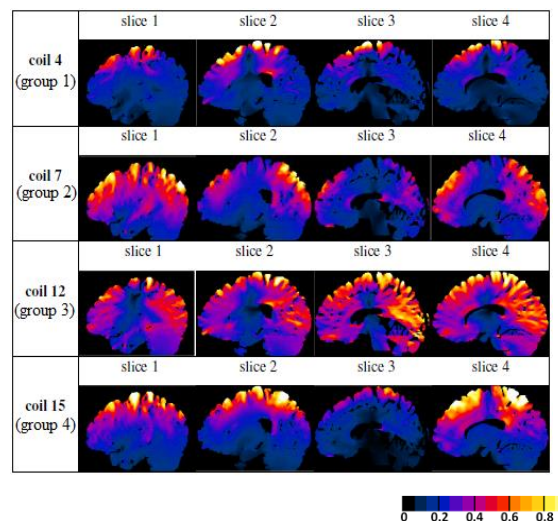 slice 1 slice 2 slice 3 slice 4
coil 4
(group 1)
slice 1 slice 2 slice 3 slice 4
coil 7
(group 2)
slice 1 slice 2 slice 3 slice 4
coil 12
(group 3)
slice 1 slice 2 slice 3 slice 4
coil 15
(group 4)
0 0.2 0.4 0.6 0.8